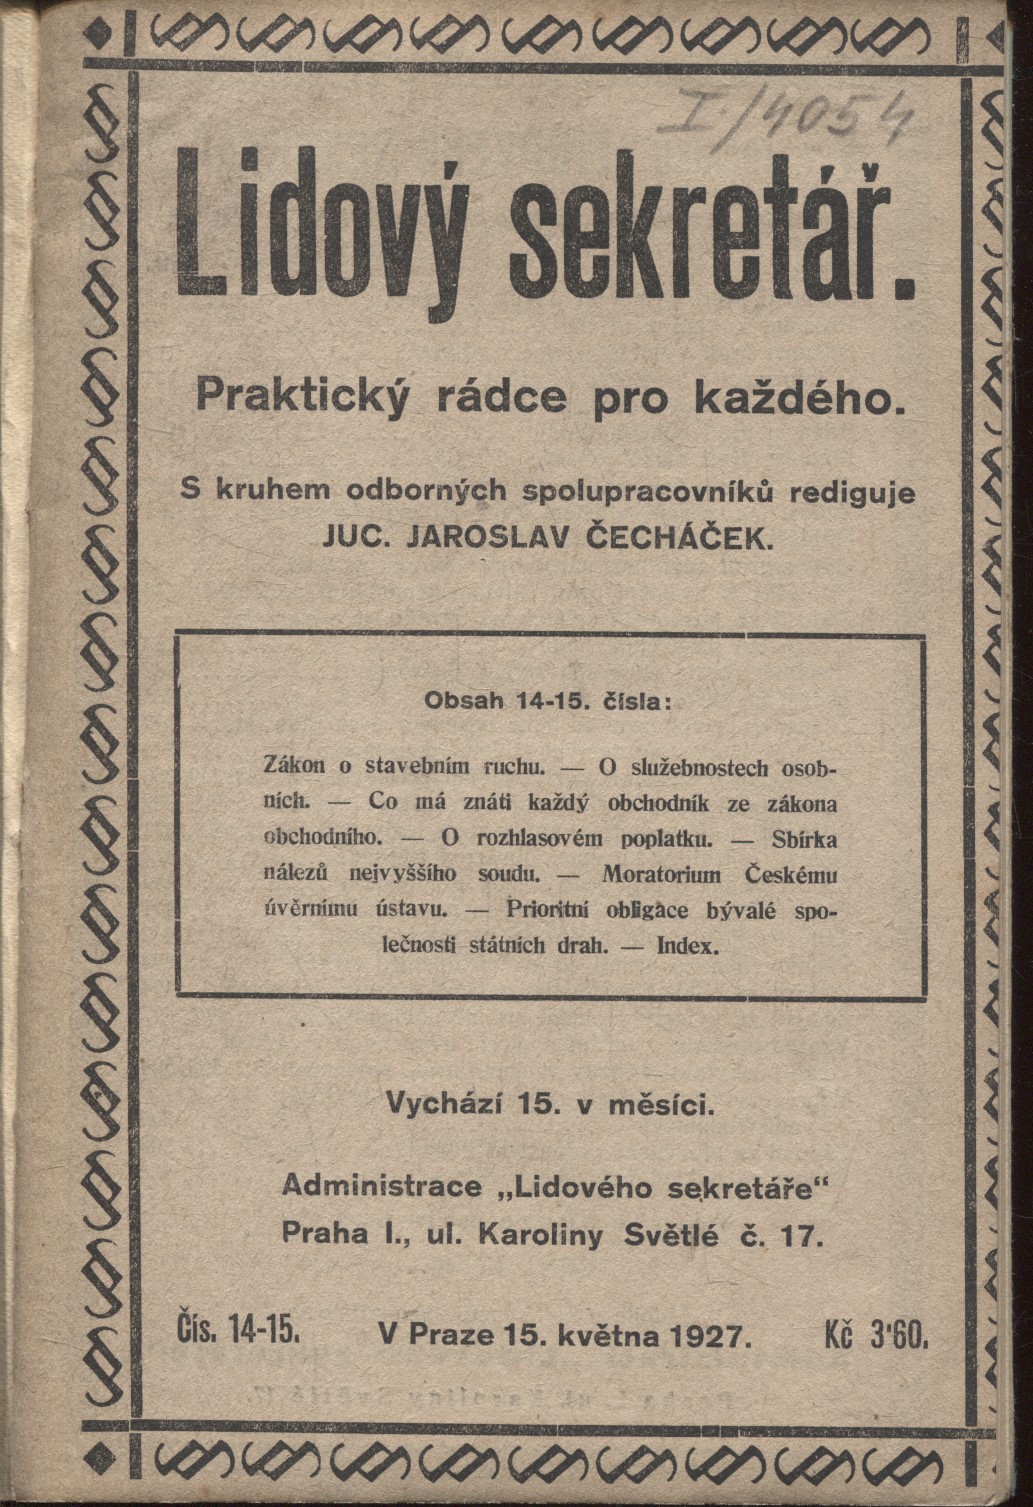 I./4054
Lidový sekretář.
Praktický rádce pro každého.
S kruhem odborných spolupracovníků rediguje
JUC. JAROSLAV ČECHÁČEK.
Obsah 14-15. čísla:
Zákon o stavebním ruchu. — O služebnostech osob-
ních. — Co má znáti každý obchodník ze zákona
obchodního. — O rozhlasovém poplatku. — Sbírka
nálezů nejvyššího soudu. — Moratorium Českému
úvěrnímu ústavu. — Prioritní obligace bývalé spo-
lečnosti státních drah. — Index.
Vychází 15. v měsíci.
Administrace „Lidového sekretáře“
Praha I., ul. Karoliny Světlé č. 17.
Čís. 14-15. V Praze 15. května 1927. Kč 3·60.